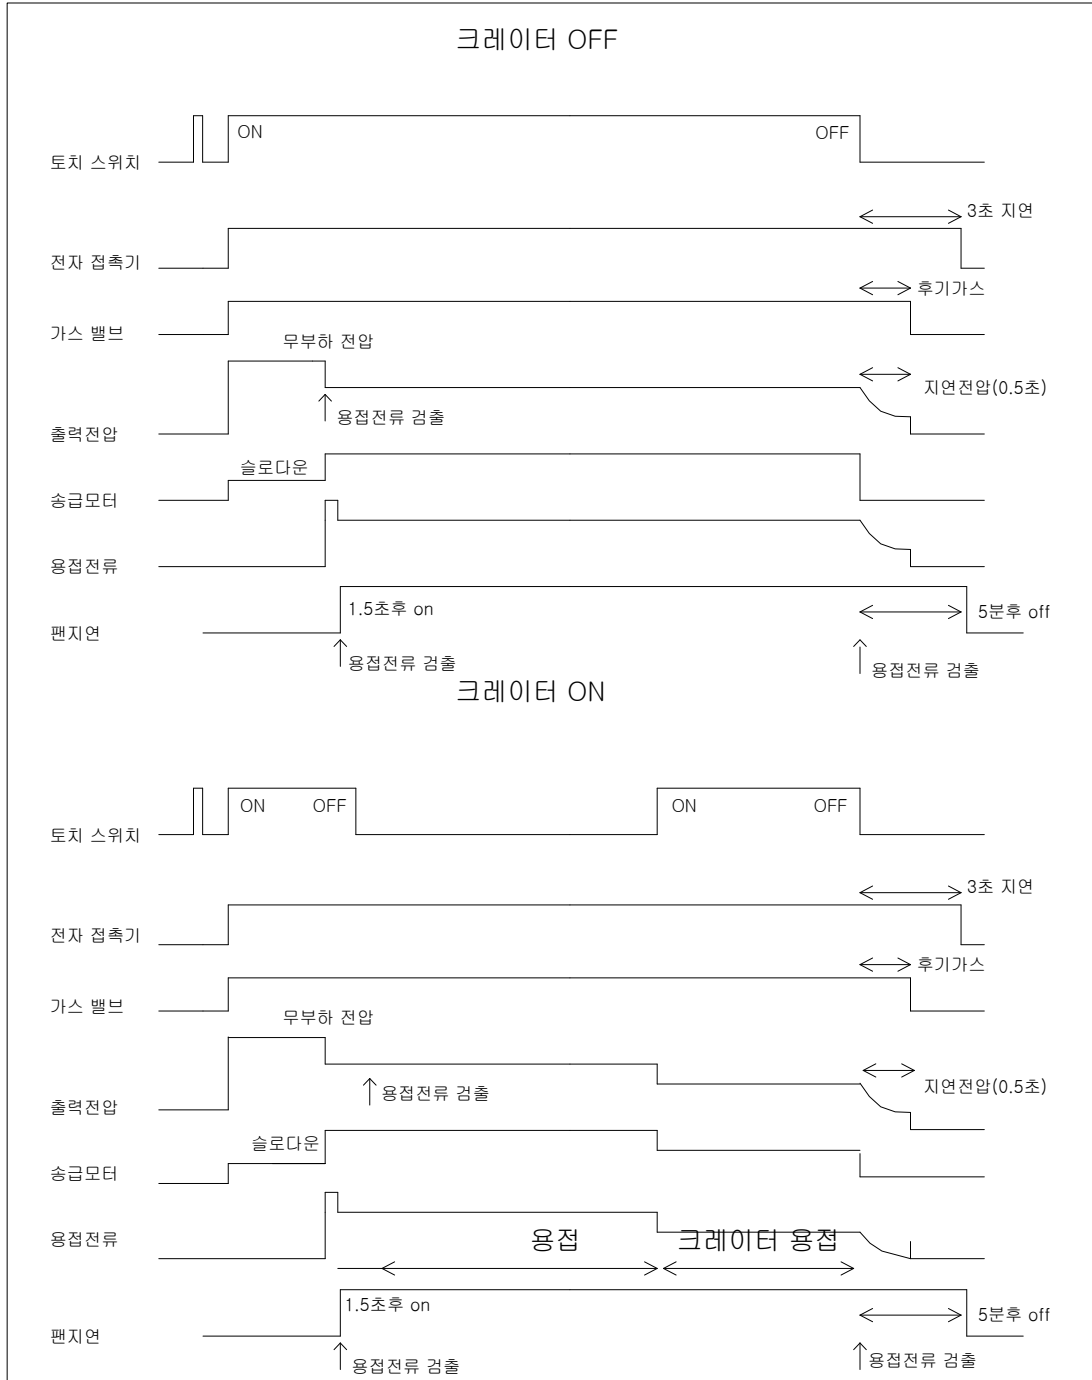 크레이터 OFF
ON
OFF
토치 스위치
3초 지연
전자 접촉기
후기가스
가스 밸브
무부하 전압
지연전압(0.5초)
용접전류 검출
출력전압
슬로다운
송급모터
용접전류
1.5초후 on
5분후 off
팬지연
용접전류 검출
용접전류 검출
크레이터 ON
ON
OFF
ON
OFF
토치 스위치
3초 지연
전자 접촉기
후기가스
가스 밸브
무부하 전압
지연전압(0.5초)
용접전류 검출
출력전압
슬로다운
송급모터
용접전류
용접
크레이터 용접
1.5초후 on
5분후 off
팬지연
용접전류 검출
용접전류 검출